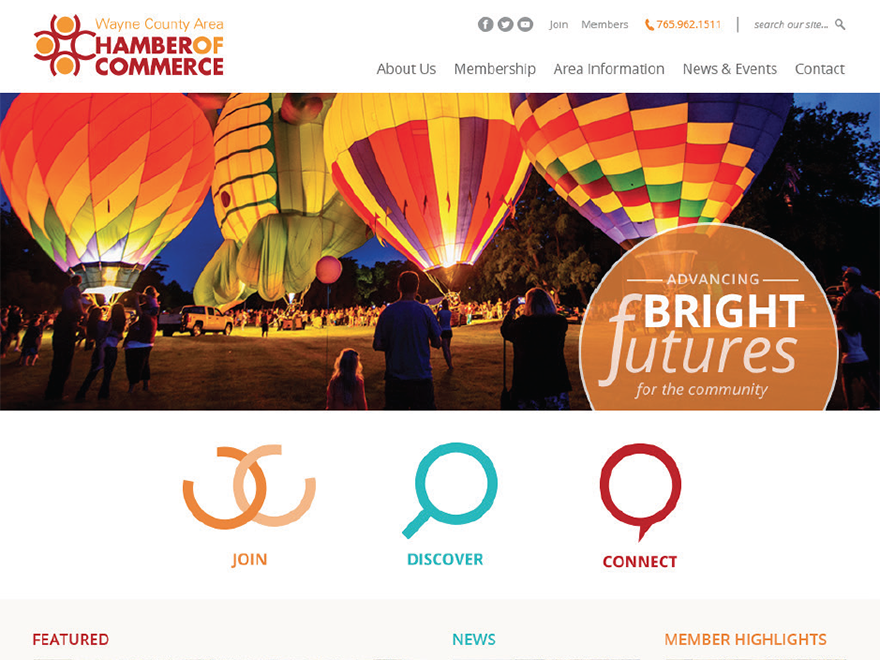 Wayne County Area
CHAMBER OF
COMMERCE
Join Members 765.962.1511 | search our site...
About Us Membership Area Information News & Events Contact
ADVANCING
BRIGHT
futures
for the community
JOIN DISCOVER CONNECT
FEATURED NEWS MEMBER HIGHLIGHTS